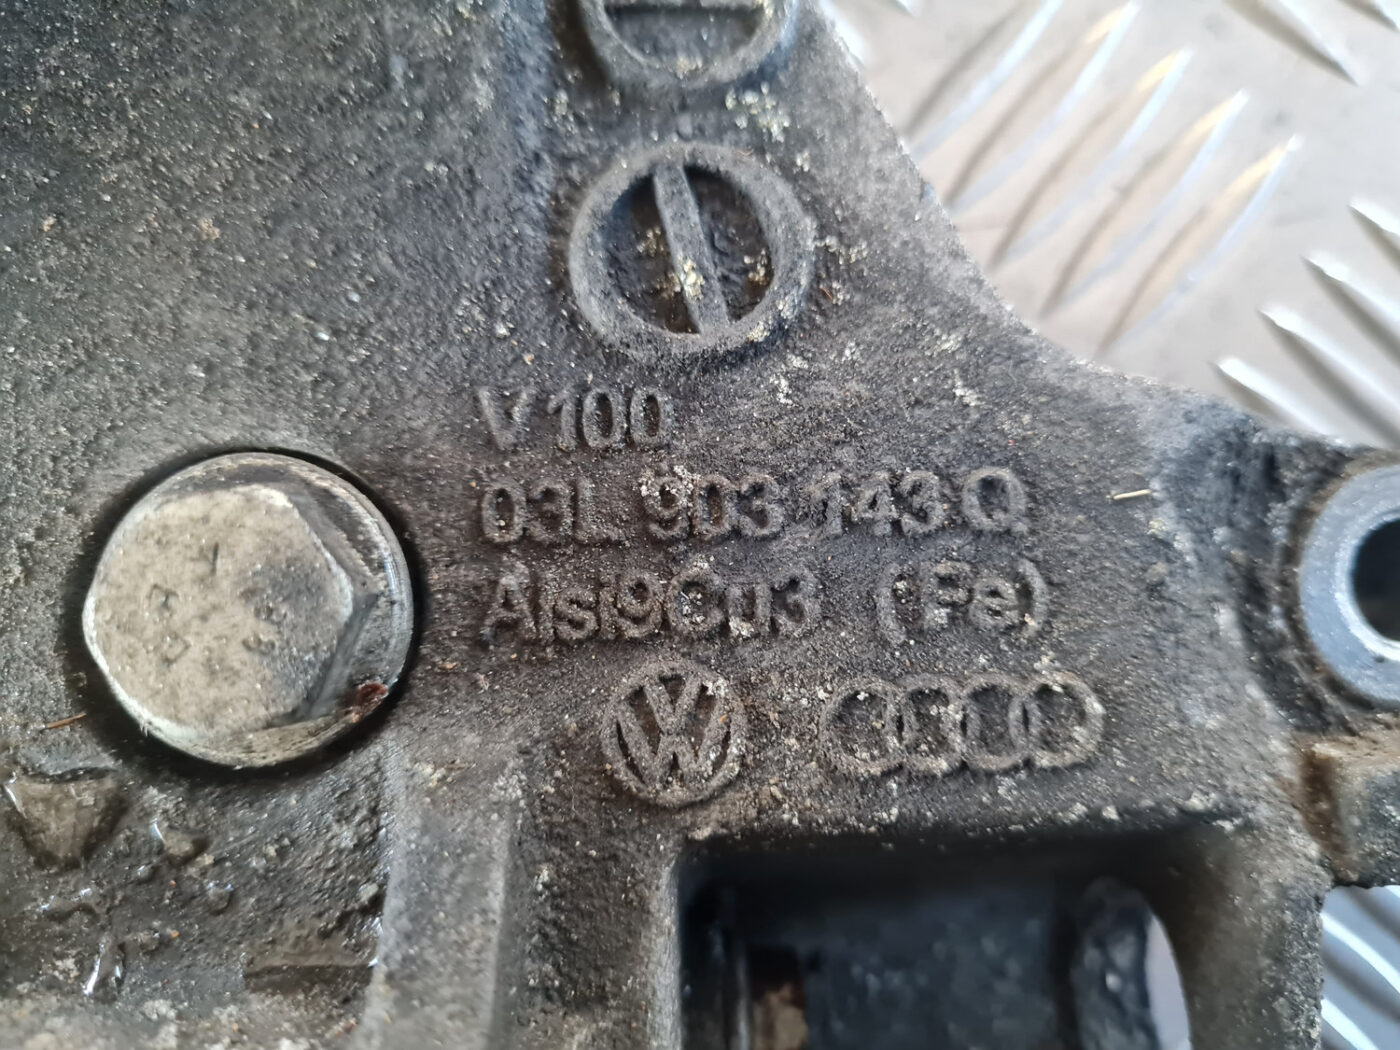 V 100
03L 903 143 Q
Alsi9Cu3 (Fe)